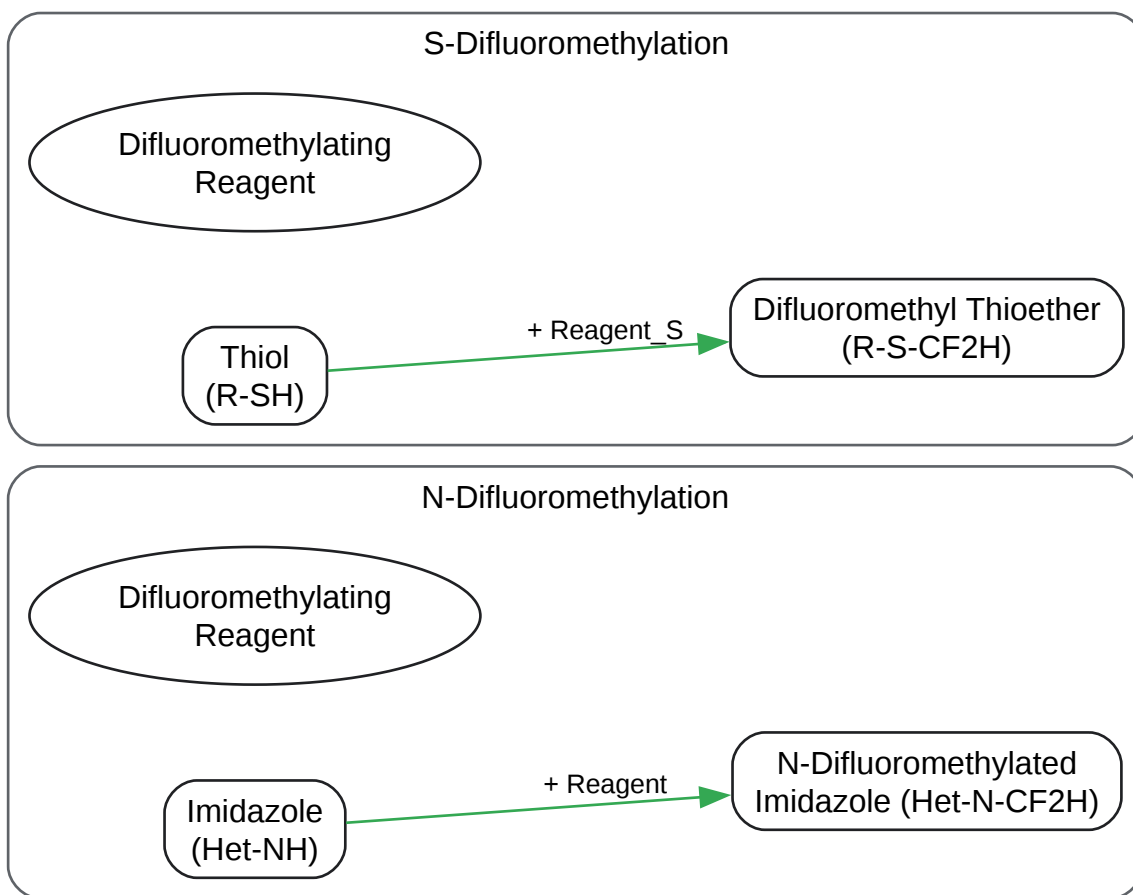 S-Difluoromethylation
Difluoromethylating
Reagent
+ Reagent_S
Difluoromethyl Thioether
(R-S-CF2H)
Thiol
(R-SH)
N-Difluoromethylation
Difluoromethylating
Reagent
+ Reagent
N-Difluoromethylated
Imidazole (Het-N-CF2H)
Imidazole
(Het-NH)